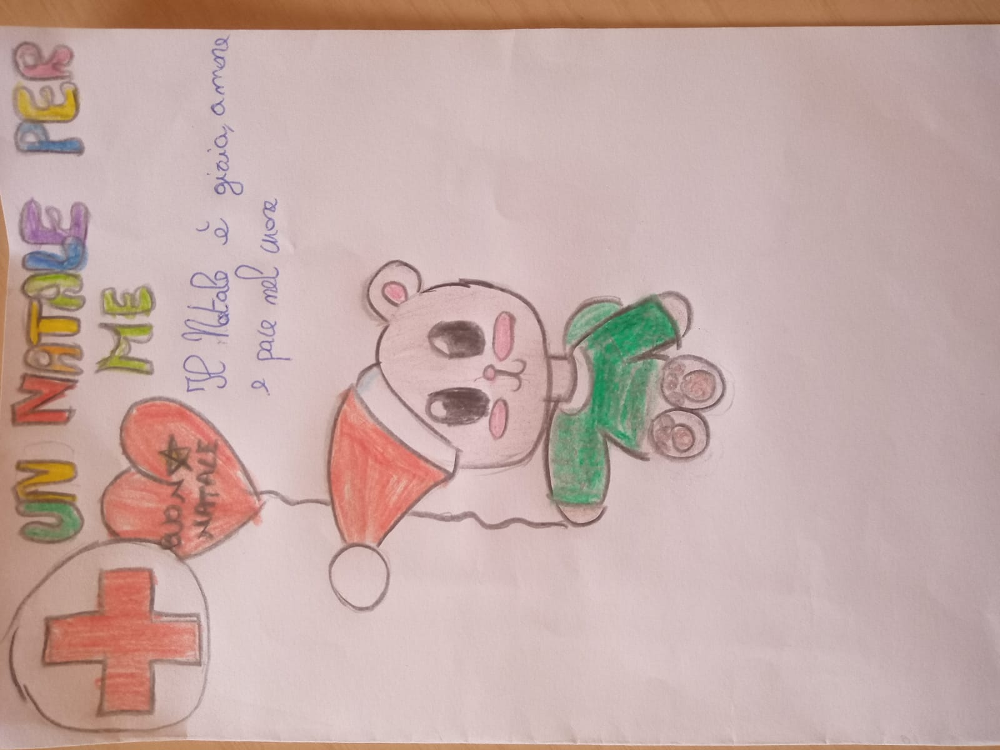 UN NATALE PER
ME
Il Natale è gioia, amore
e pace nel cuore
BUON
NATALE